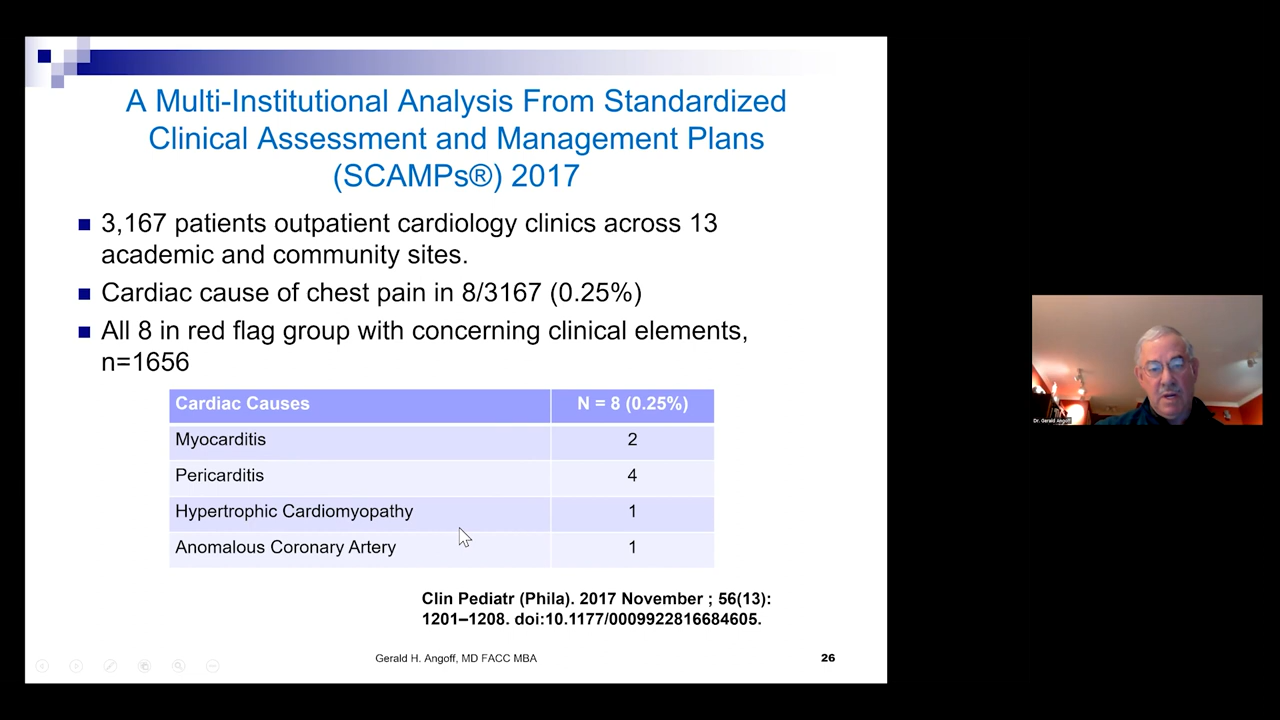 A Multi-Institutional Analysis From Standardized
Clinical Assessment and Management Plans
(SCAMPs®) 2017
3,167 patients outpatient cardiology clinics across 13
academic and community sites.
Cardiac cause of chest pain in 8/3167 (0.25%)
All 8 in red flag group with concerning clinical elements,
n=1656
Cardiac Causes N = 8 (0.25%)
Myocarditis 2
Pericarditis 4
Hypertrophic Cardiomyopathy 1
Anomalous Coronary Artery 1
Clin Pediatr (Phila). 2017 November ; 56(13):
1201–1208. doi:10.1177/0009922816684605.
Gerald H. Angoff, MD FACC MBA 26
Dr. Gerald Angoff